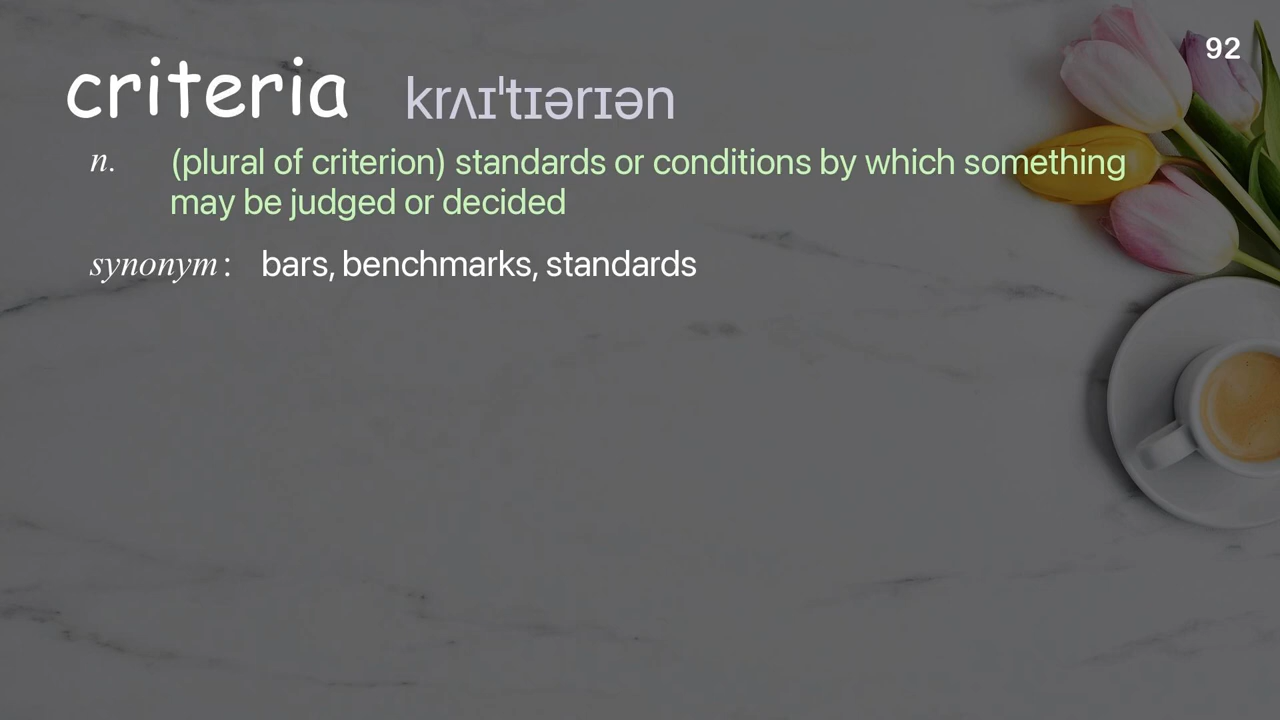 92
criteria krʌɪˈtɪərɪən
n. (plural of criterion) standards or conditions by which something
may be judged or decided
synonym : bars, benchmarks, standards